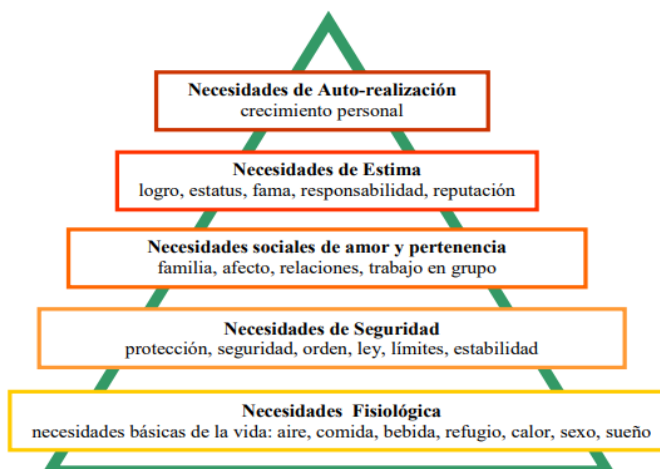 Necesidades de Auto-realización
crecimiento personal
Necesidades de Estima
logro, estatus, fama, responsabilidad, reputación
Necesidades sociales de amor y pertenencia
familia, afecto, relaciones, trabajo en grupo
Necesidades de Seguridad
protección, seguridad, orden, ley, límites, estabilidad
Necesidades Fisiológica
necesidades básicas de la vida: aire, comida, bebida, refugio, calor, sexo, sueño